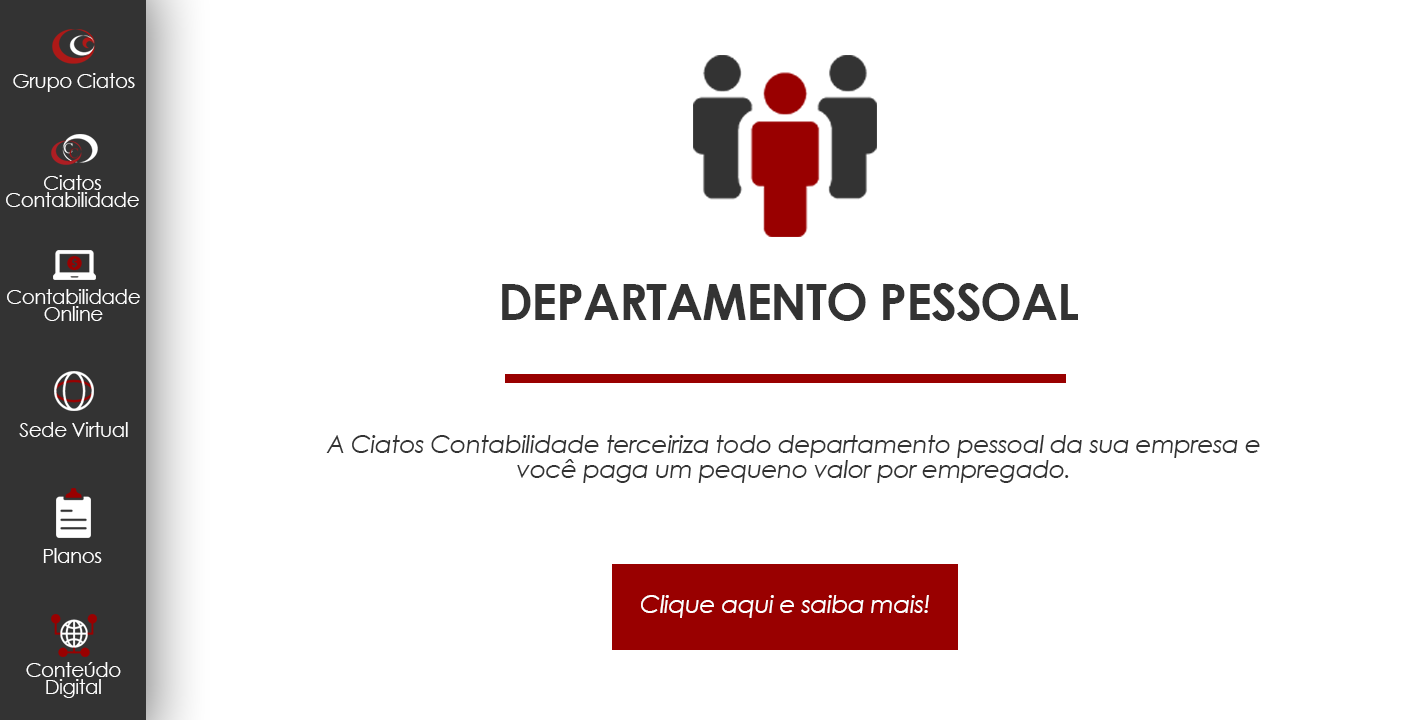 Grupo Ciatos
Ciatos
Contabilidade
Contabilidade
Online
Sede Virtual
Planos
Conteúdo
Digital
DEPARTAMENTO PESSOAL
A Ciatos Contabilidade terceiriza todo departamento pessoal da sua empresa e
você paga um pequeno valor por empregado.
Clique aqui e saiba mais!